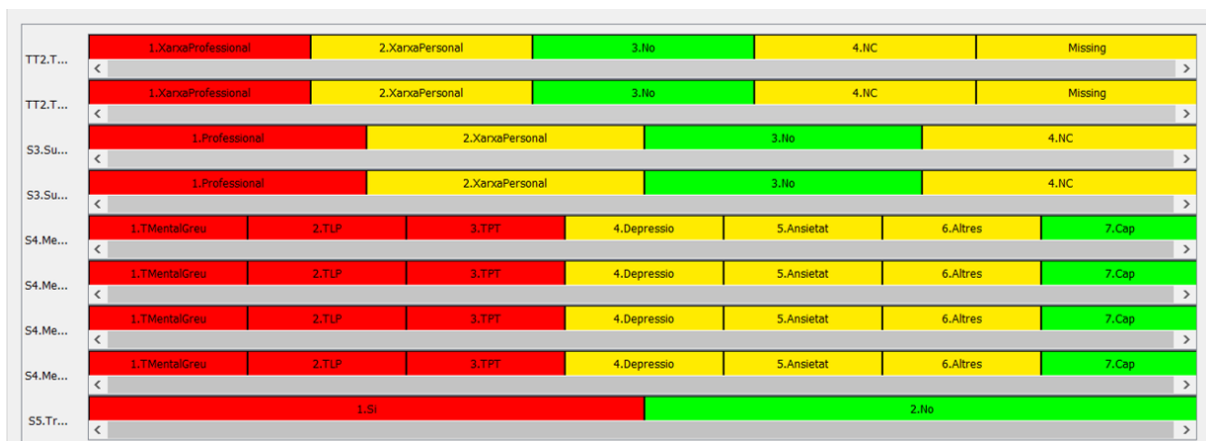 TT2.T... 1.XarxaProfessional 2.XarxaPersonal 3.No 4.NC Missing
TT2.T... 1.XarxaProfessional 2.XarxaPersonal 3.No 4.NC Missing
S3.Su... 1.Professional 2.XarxaPersonal 3.No 4.NC
S3.Su... 1.Professional 2.XarxaPersonal 3.No 4.NC
S4.Me... 1.TMentalGreu 2.TLP 3.TPT 4.Depressio 5.Ansietat 6.Altres 7.Cap
S4.Me... 1.TMentalGreu 2.TLP 3.TPT 4.Depressio 5.Ansietat 6.Altres 7.Cap
S4.Me... 1.TMentalGreu 2.TLP 3.TPT 4.Depressio 5.Ansietat 6.Altres 7.Cap
S4.Me... 1.TMentalGreu 2.TLP 3.TPT 4.Depressio 5.Ansietat 6.Altres 7.Cap
S5.Tr... 1.Si 2.No